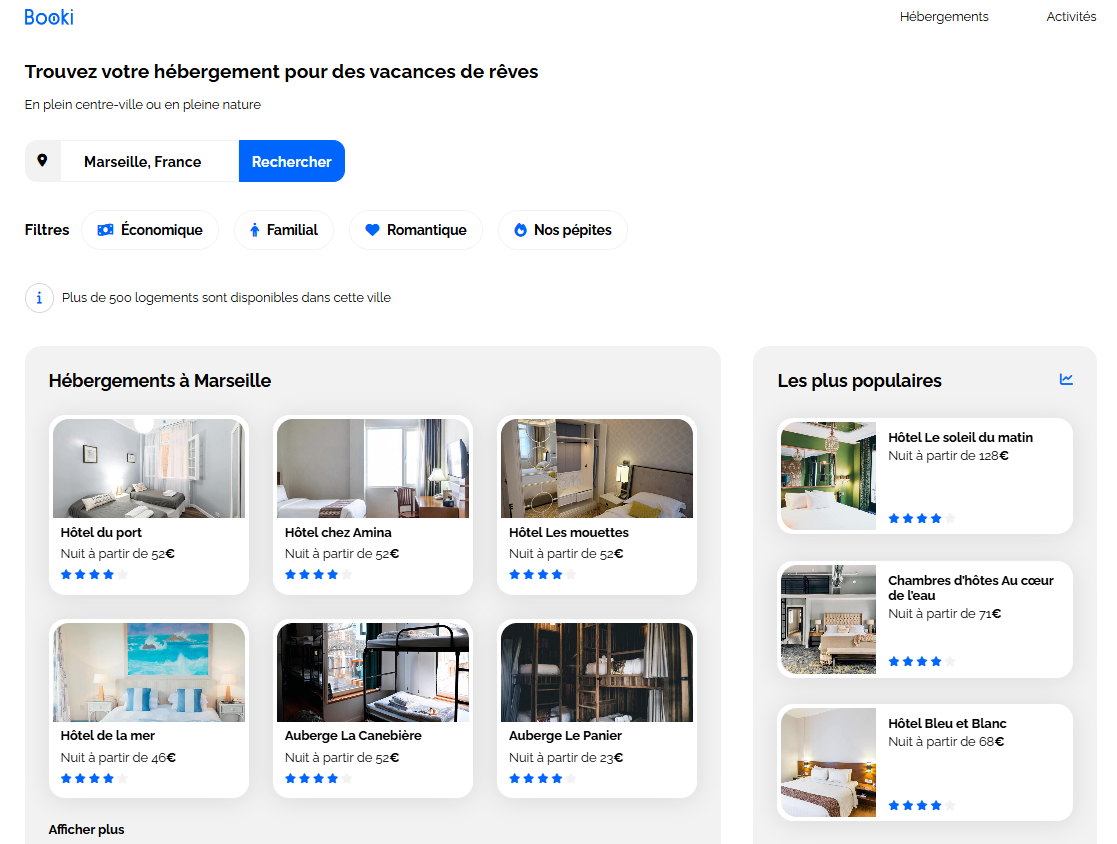 Booki
Hébergements
Activités
Trouvez votre hébergement pour des vacances de rêves
En plein centre-ville ou en pleine nature
Marseille, France
Rechercher
Filtres
Économique
Familial
Romantique
Nos pépites
Plus de 500 logements sont disponibles dans cette ville
Hébergements à Marseille
Hôtel du port
Nuit à partir de 52€
Hôtel chez Amina
Nuit à partir de 52€
Hôtel Les mouettes
Nuit à partir de 52€
Hôtel de la mer
Nuit à partir de 46€
Auberge La Canebière
Nuit à partir de 52€
Auberge Le Panier
Nuit à partir de 23€
Afficher plus
Les plus populaires
Hôtel Le soleil du matin
Nuit à partir de 128€
Chambres d'hôtes Au cœur
de l'eau
Nuit à partir de 71€
Hôtel Bleu et Blanc
Nuit à partir de 68€